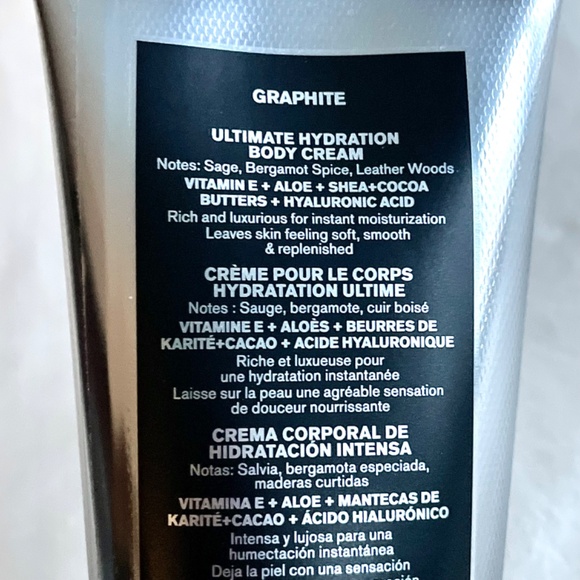 GRAPHITE
ULTIMATE HYDRATION
BODY CREAM
Notes: Sage, Bergamot Spice, Leather Woods
VITAMIN E + ALOE + SHEA+COCOA
BUTTERS + HYALURONIC ACID
Rich and luxurious for instant moisturization
Leaves skin feeling soft, smooth
& replenished
CRÈME POUR LE CORPS
HYDRATATION ULTIME
Notes : Sauge, bergamote, cuir boisé
VITAMINE E + ALOÈS + BEURRES DE
KARITÉ+CACAO + ACIDE HYALURONIQUE
Riche et luxueuse pour
une hydratation instantanée
Laisse sur la peau une agréable sensation
de douceur nourrissante
CREMA CORPORAL DE
HIDRATACIÓN INTENSA
Notas: Salvia, bergamota especiada,
maderas curtidas
VITAMINA E + ALOE + MANTECAS DE
KARITÉ+CACAO + ÁCIDO HIALURÓNICO
Intensa y lujosa para una
humectación instantánea
Deja la piel con una sensación